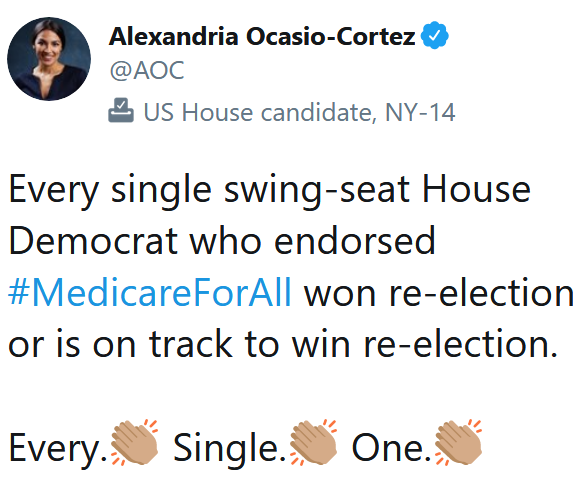 Alexandria Ocasio-Cortez
@AOC
US House candidate, NY-14
Every single swing-seat House
Democrat who endorsed
#MedicareForAll won re-election
or is on track to win re-election.
Every.👏🏽 Single.👏🏽 One.👏🏽